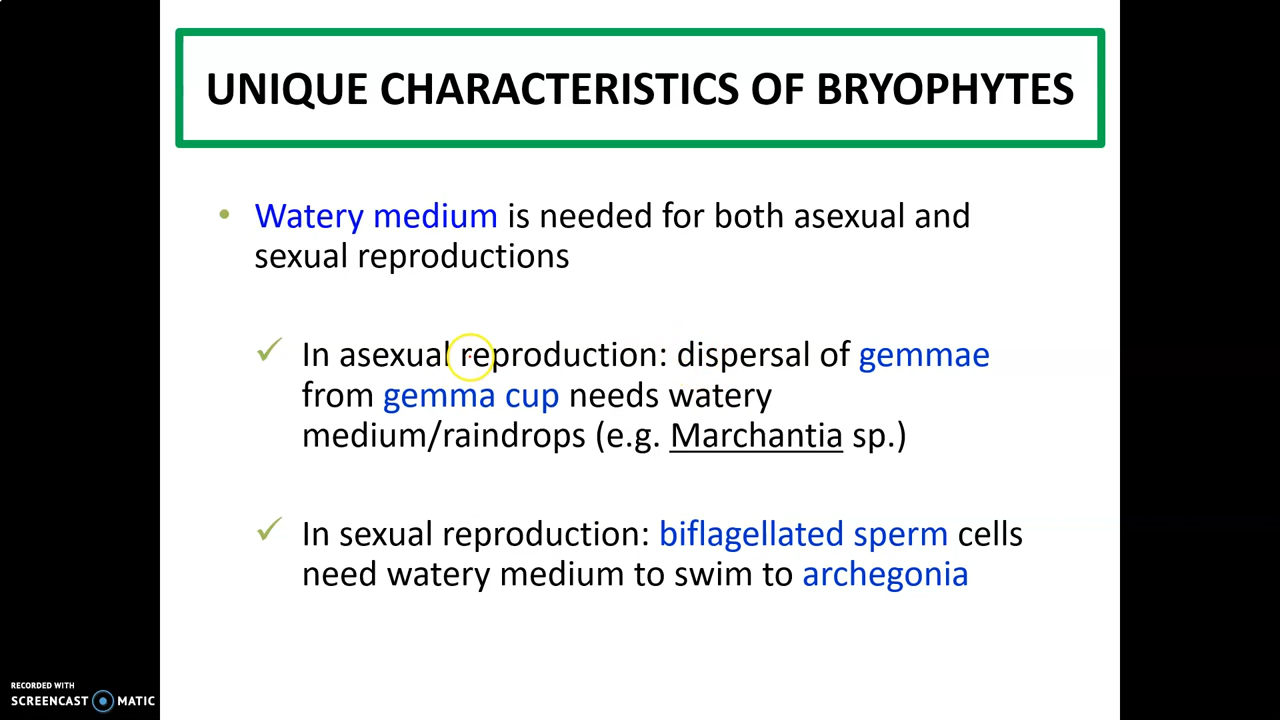 UNIQUE CHARACTERISTICS OF BRYOPHYTES
• Watery medium is needed for both asexual and
sexual reproductions
✓ In asexual reproduction: dispersal of gemmae
from gemma cup needs watery
medium/raindrops (e.g. Marchantia sp.)
✓ In sexual reproduction: biflagellated sperm cells
need watery medium to swim to archegonia
RECORDED WITH
SCREENCAST MATIC